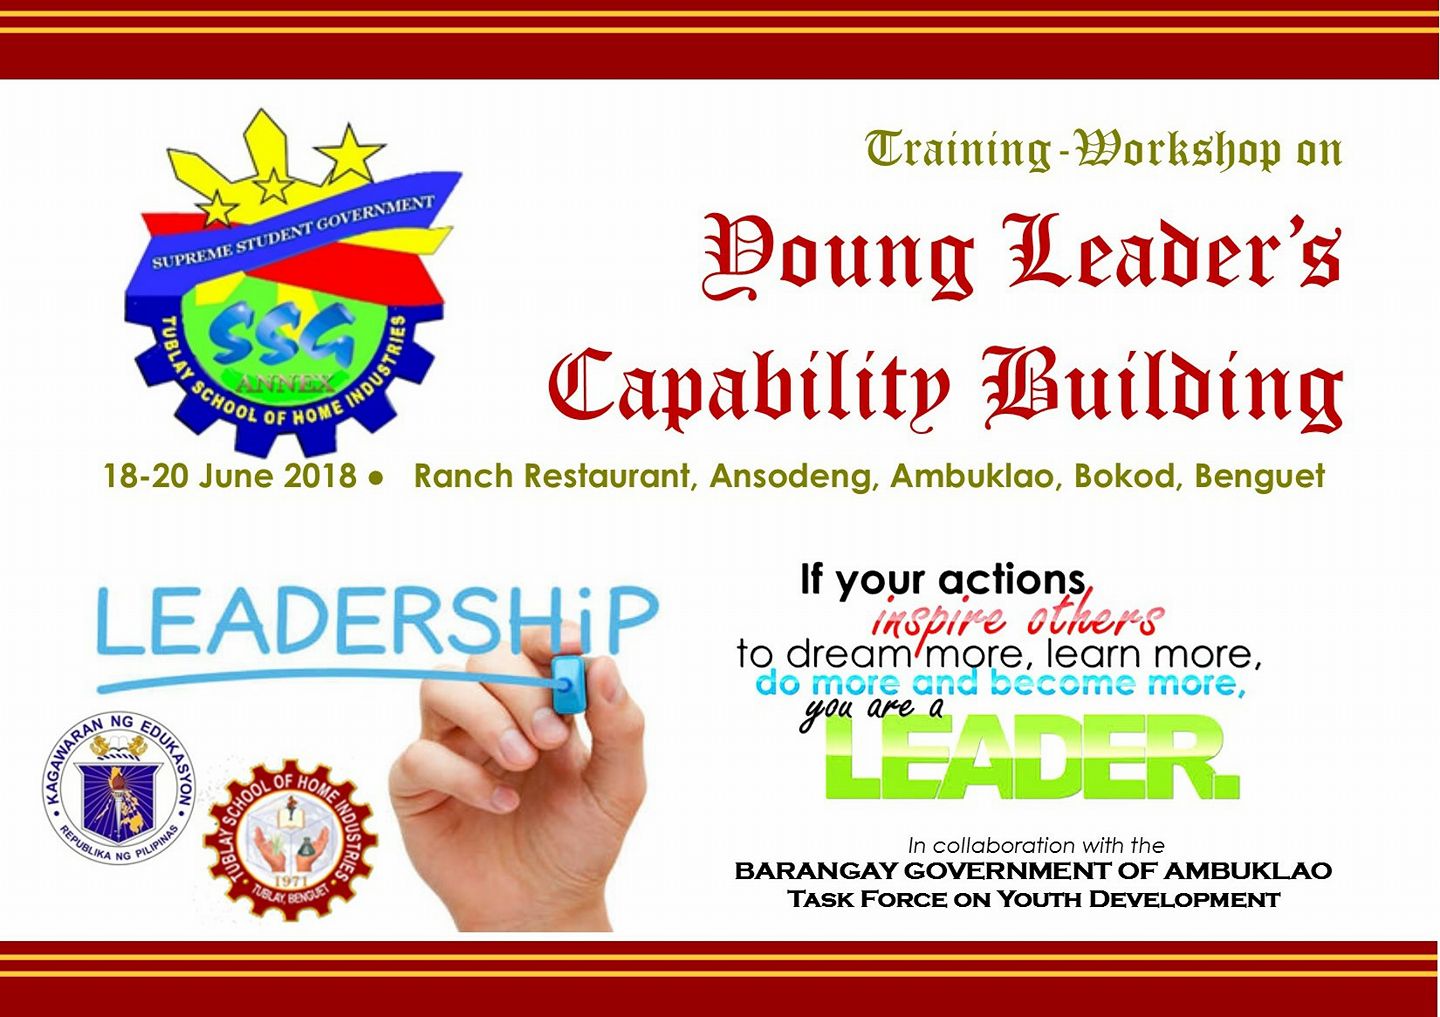 Training-Workshop on
Young Leader's
Capability Building
SUPREME STUDENT GOVERNMENT
SSG
ANNEX
TUBLAY SCHOOL OF HOME INDUSTRIES
18-20 June 2018 ● Ranch Restaurant, Ansodeng, Ambuklao, Bokod, Benguet
LEADERSHiP
If your actions
inspire others
to dream more, learn more,
do more and become more,
you are a
LEADER.
KAGAWARAN NG EDUKASYON
REPUBLIKA NG PILIPINAS
TUBLAY SCHOOL OF HOME INDUSTRIES
1971
TUBLAY, BENGUET
In collaboration with the
BARANGAY GOVERNMENT OF AMBUKLAO
TASK FORCE ON YOUTH DEVELOPMENT